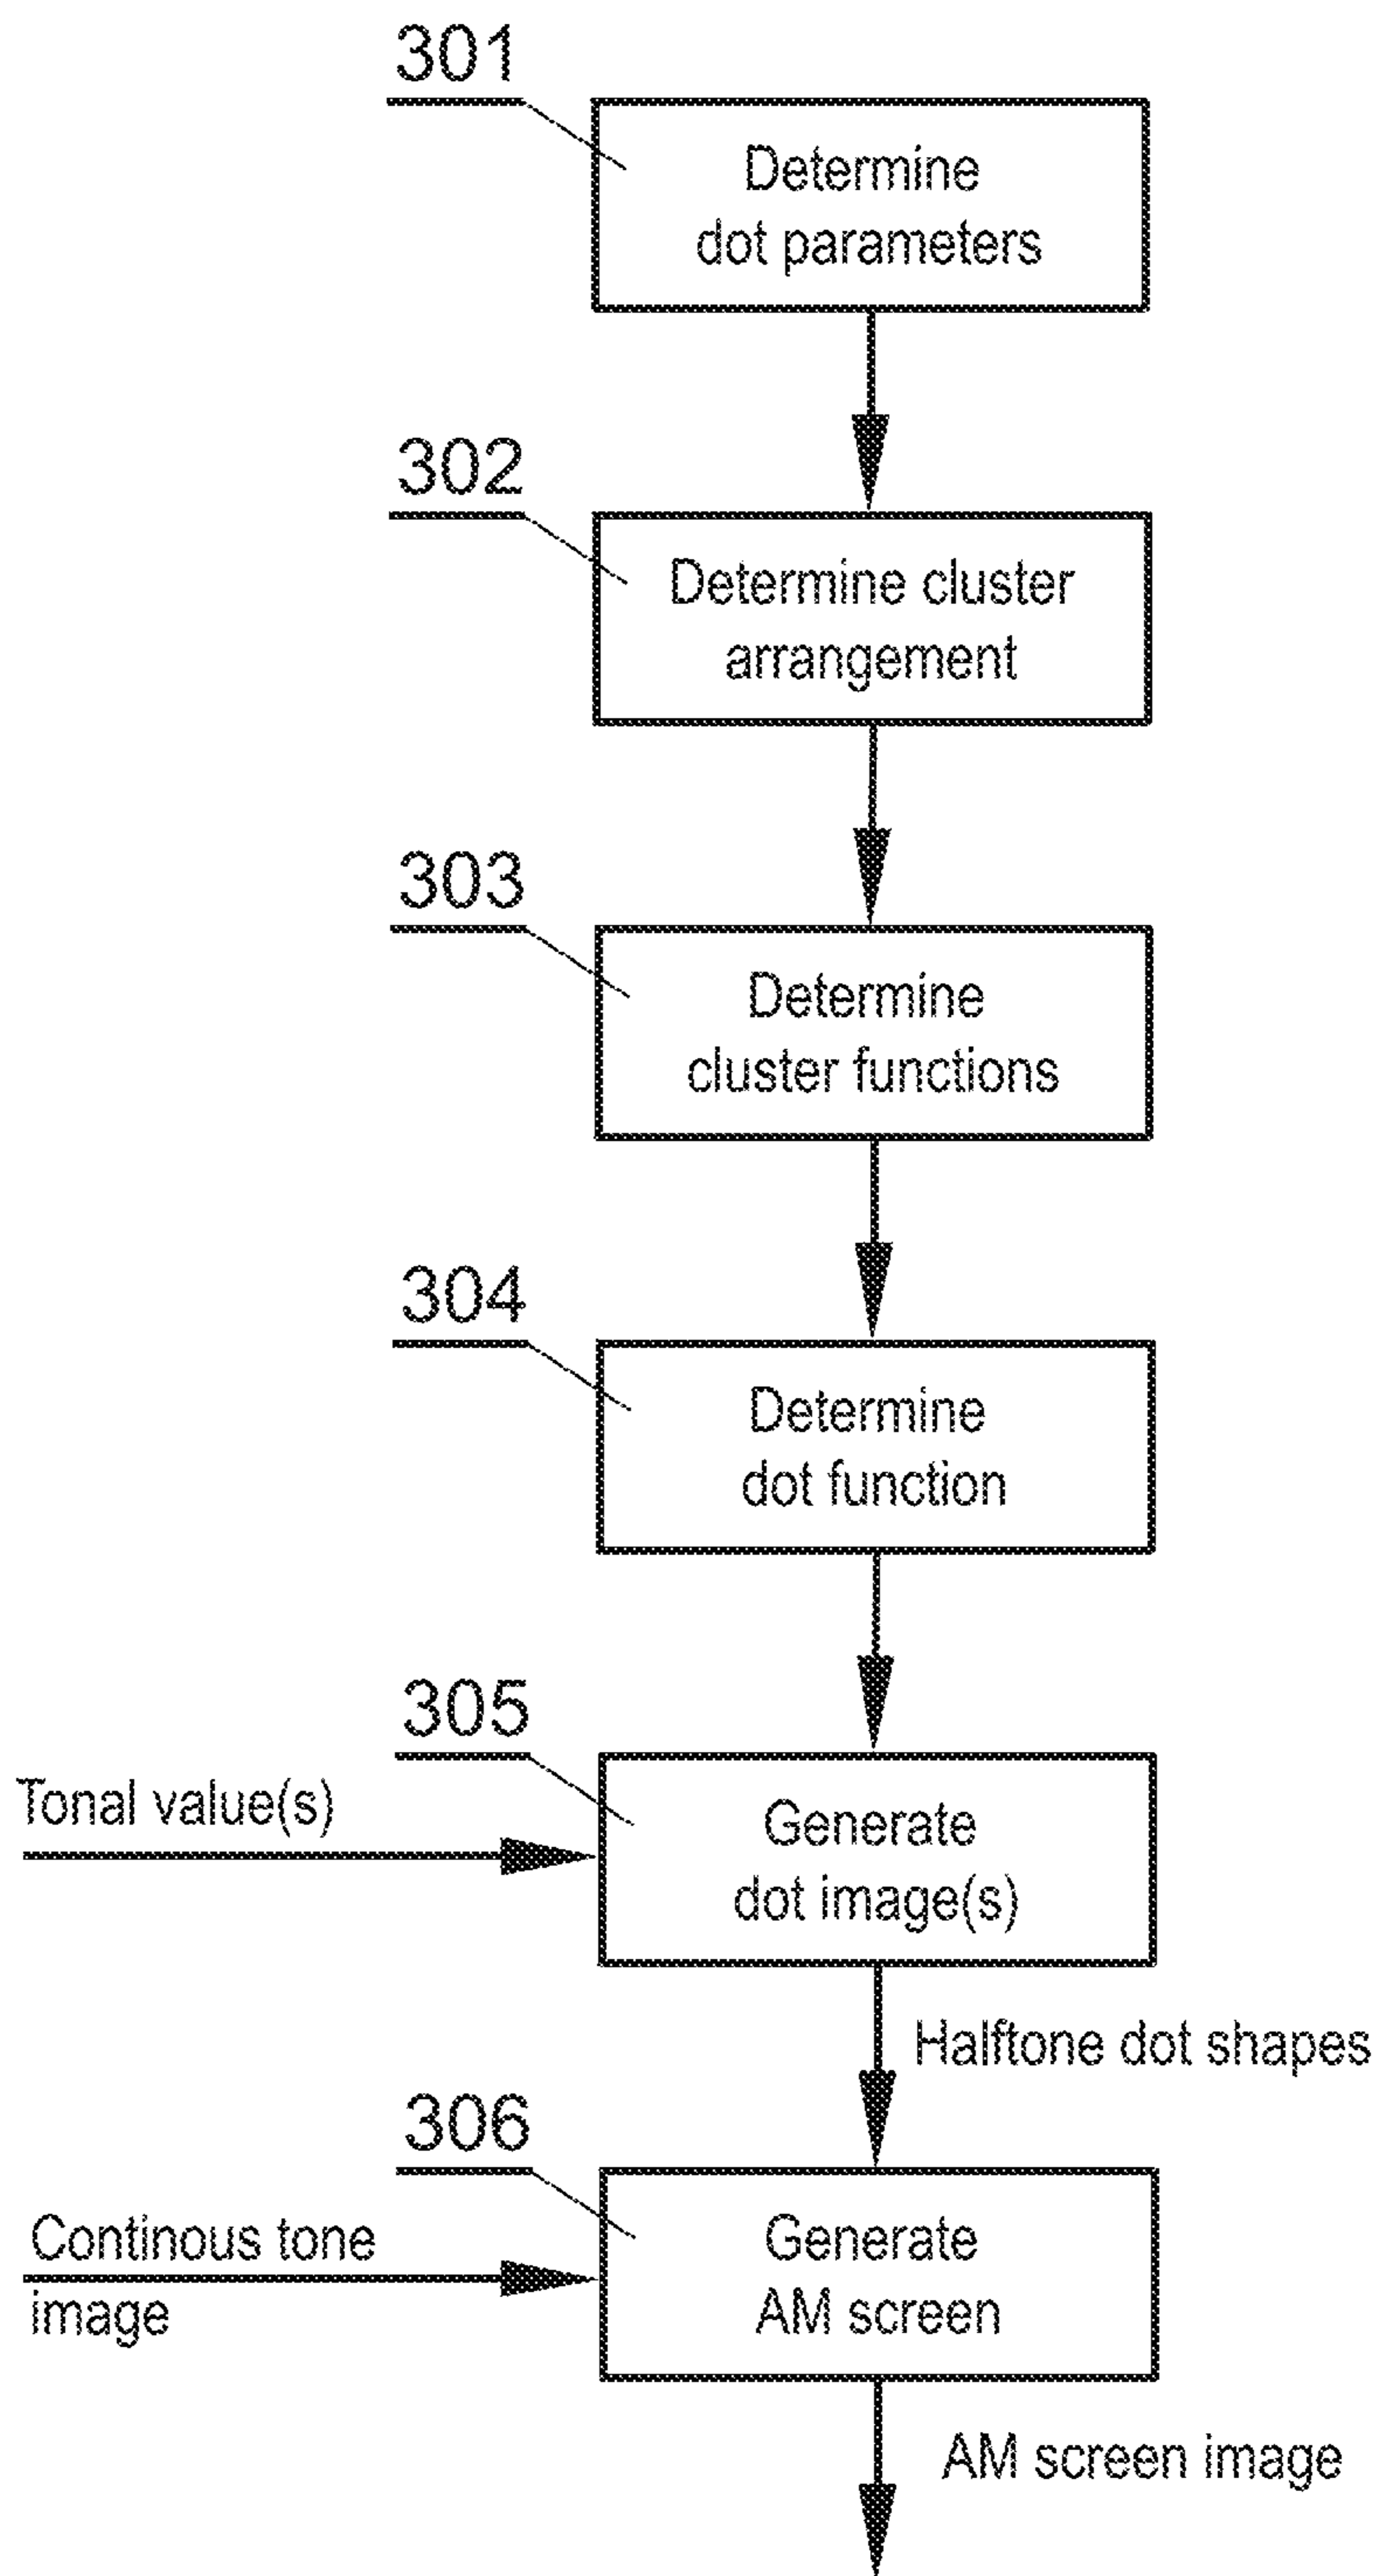 301
Determine
dot parameters
302
Determine cluster
arrangement
303
Determine
cluster functions
304
Determine
dot function
305
Tonal value(s)
Generate
dot image(s)
Halftone dot shapes
306
Continous tone
image
Generate
AM screen
AM screen image